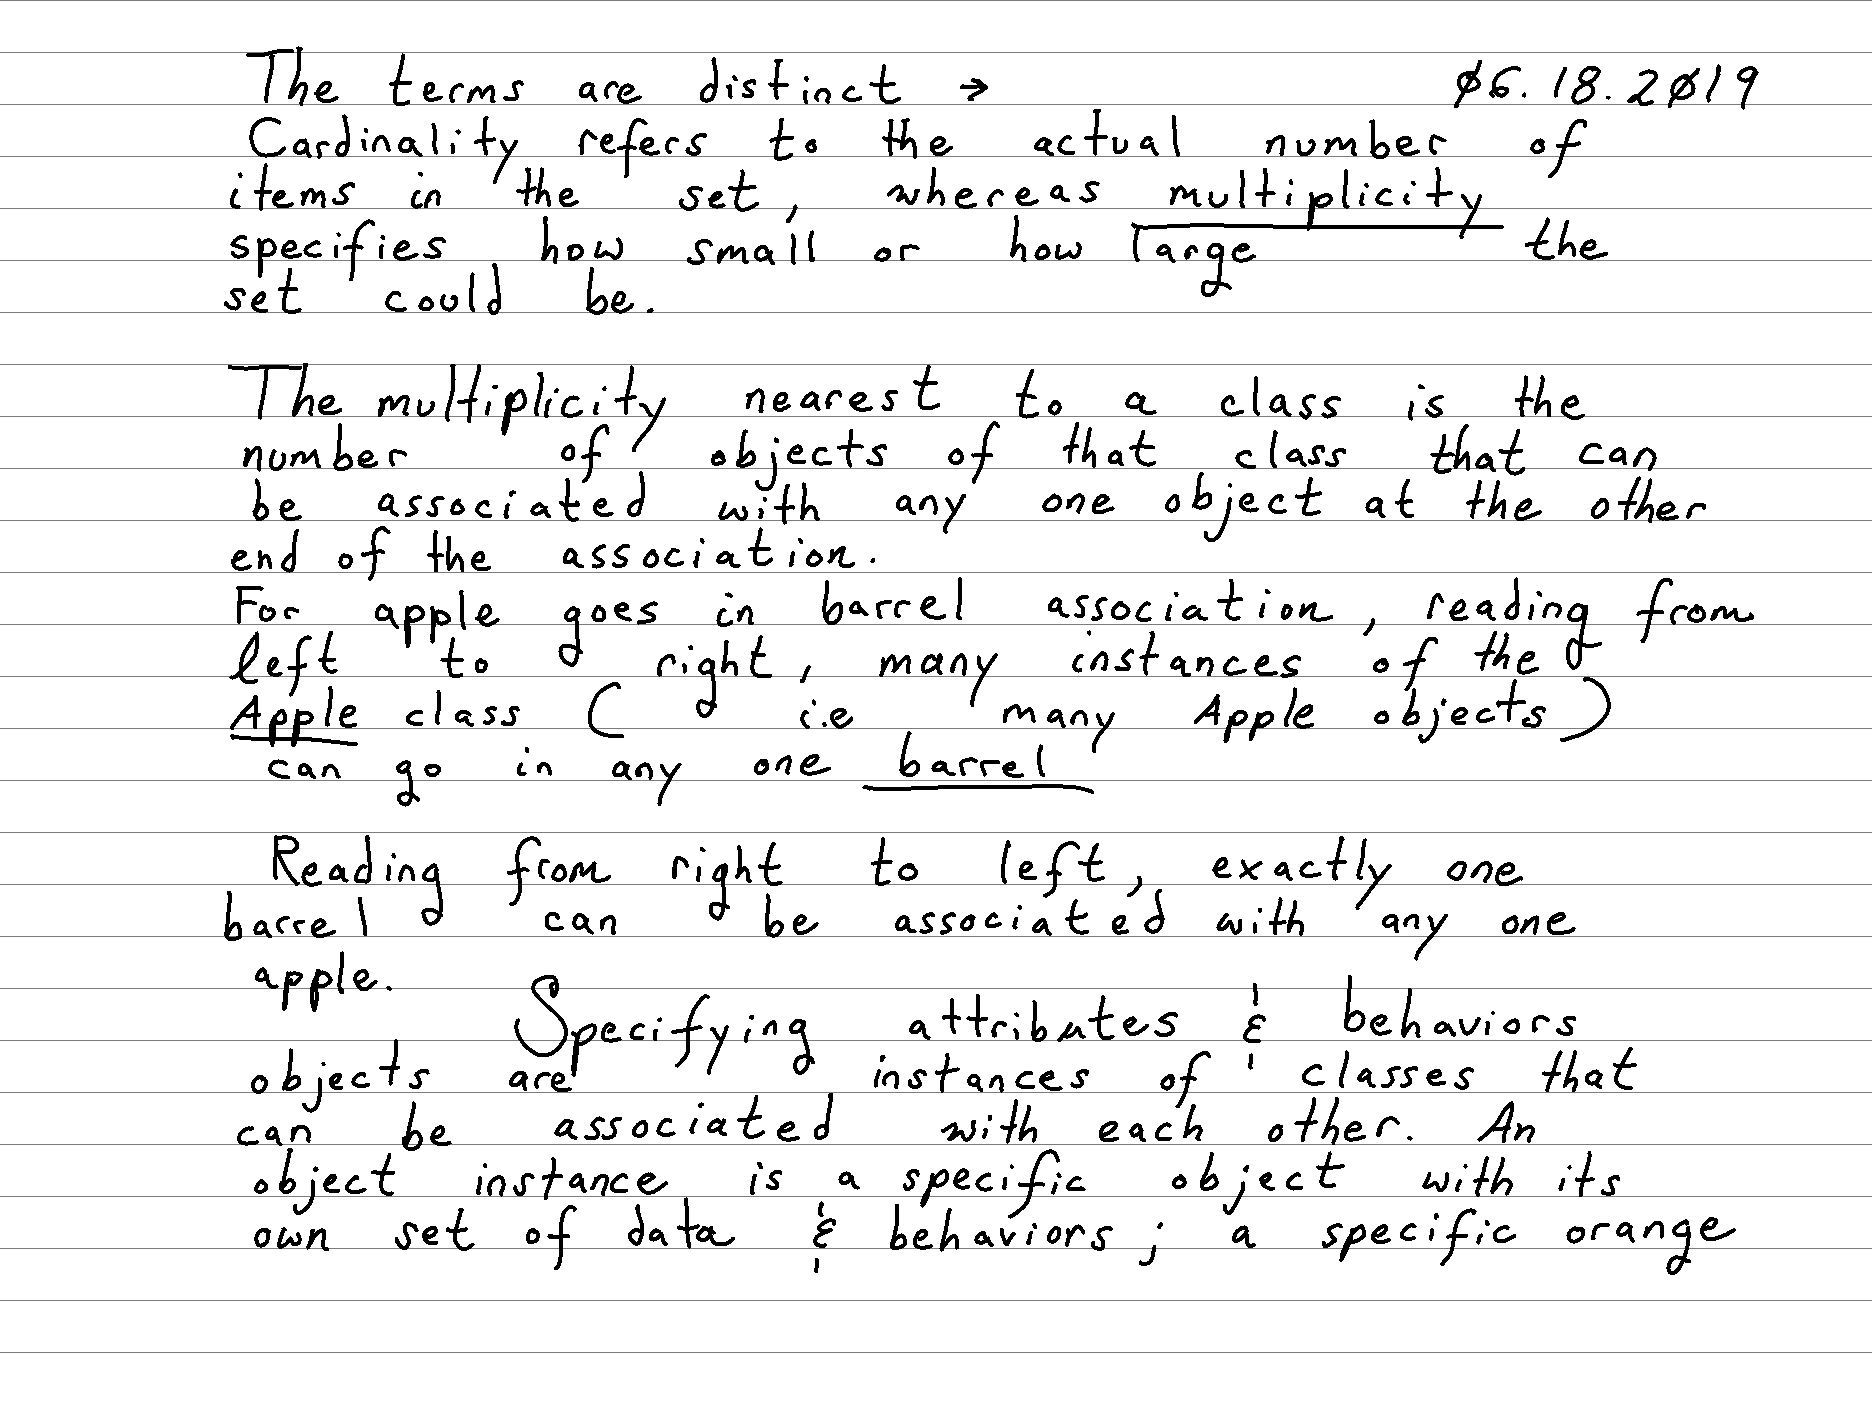 The terms are distinct → Ø6.18.2Ø19
Cardinality refers to the actual number of
items in the set, whereas multiplicity
specifies how small or how large the
set could be.
The multiplicity nearest to a class is the
number of objects of that class that can
be associated with any one object at the other
end of the association.
For apple goes in barrel association, reading from
left to right, many instances of the
Apple class ( i.e many Apple objects)
can go in any one barrel
Reading from right to left, exactly one
barrel can be associated with any one
apple.
Specifying attributes & behaviors
objects are instances of classes that
can be associated with each other. An
object instance is a specific object with its
own set of data & behaviors; a specific orange